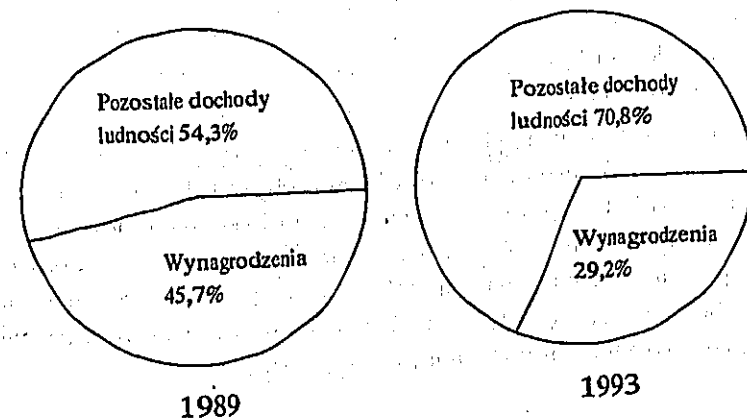 Pozostałe dochody
ludności 54,3%
Wynagrodzenia
45,7%
1989
Pozostałe dochody
ludności 70,8%
Wynagrodzenia
29,2%
1993